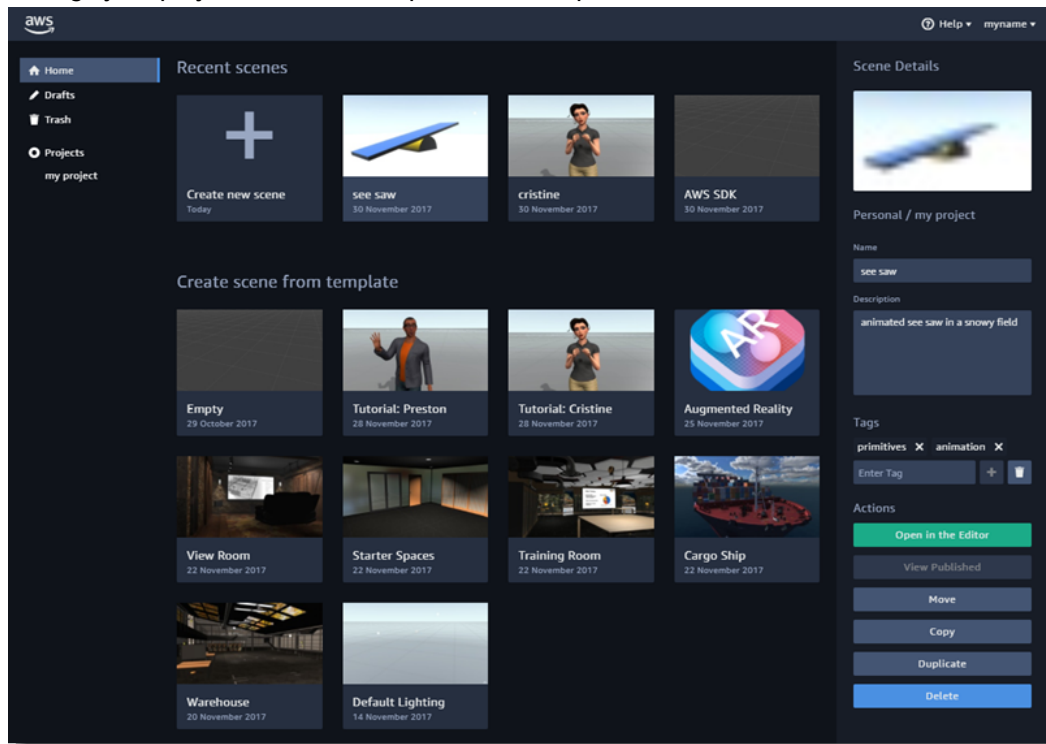 aws
Help
myname
Home
Drafts
Trash
Projects
my project
Recent scenes
Create new scene
Today
see saw
30 November 2017
cristine
30 November 2017
AWS SDK
30 November 2017
Create scene from template
Empty
29 October 2017
Tutorial: Preston
28 November 2017
Tutorial: Cristine
28 November 2017
AR
Augmented Reality
25 November 2017
View Room
22 November 2017
Starter Spaces
22 November 2017
Training Room
22 November 2017
Cargo Ship
22 November 2017
Warehouse
20 November 2017
Default Lighting
14 November 2017
Scene Details
Personal / my project
Name
see saw
Description
animated see saw in a snowy field
Tags
primitives
animation
Enter Tag
Actions
Open in the Editor
View Published
Move
Copy
Duplicate
Delete